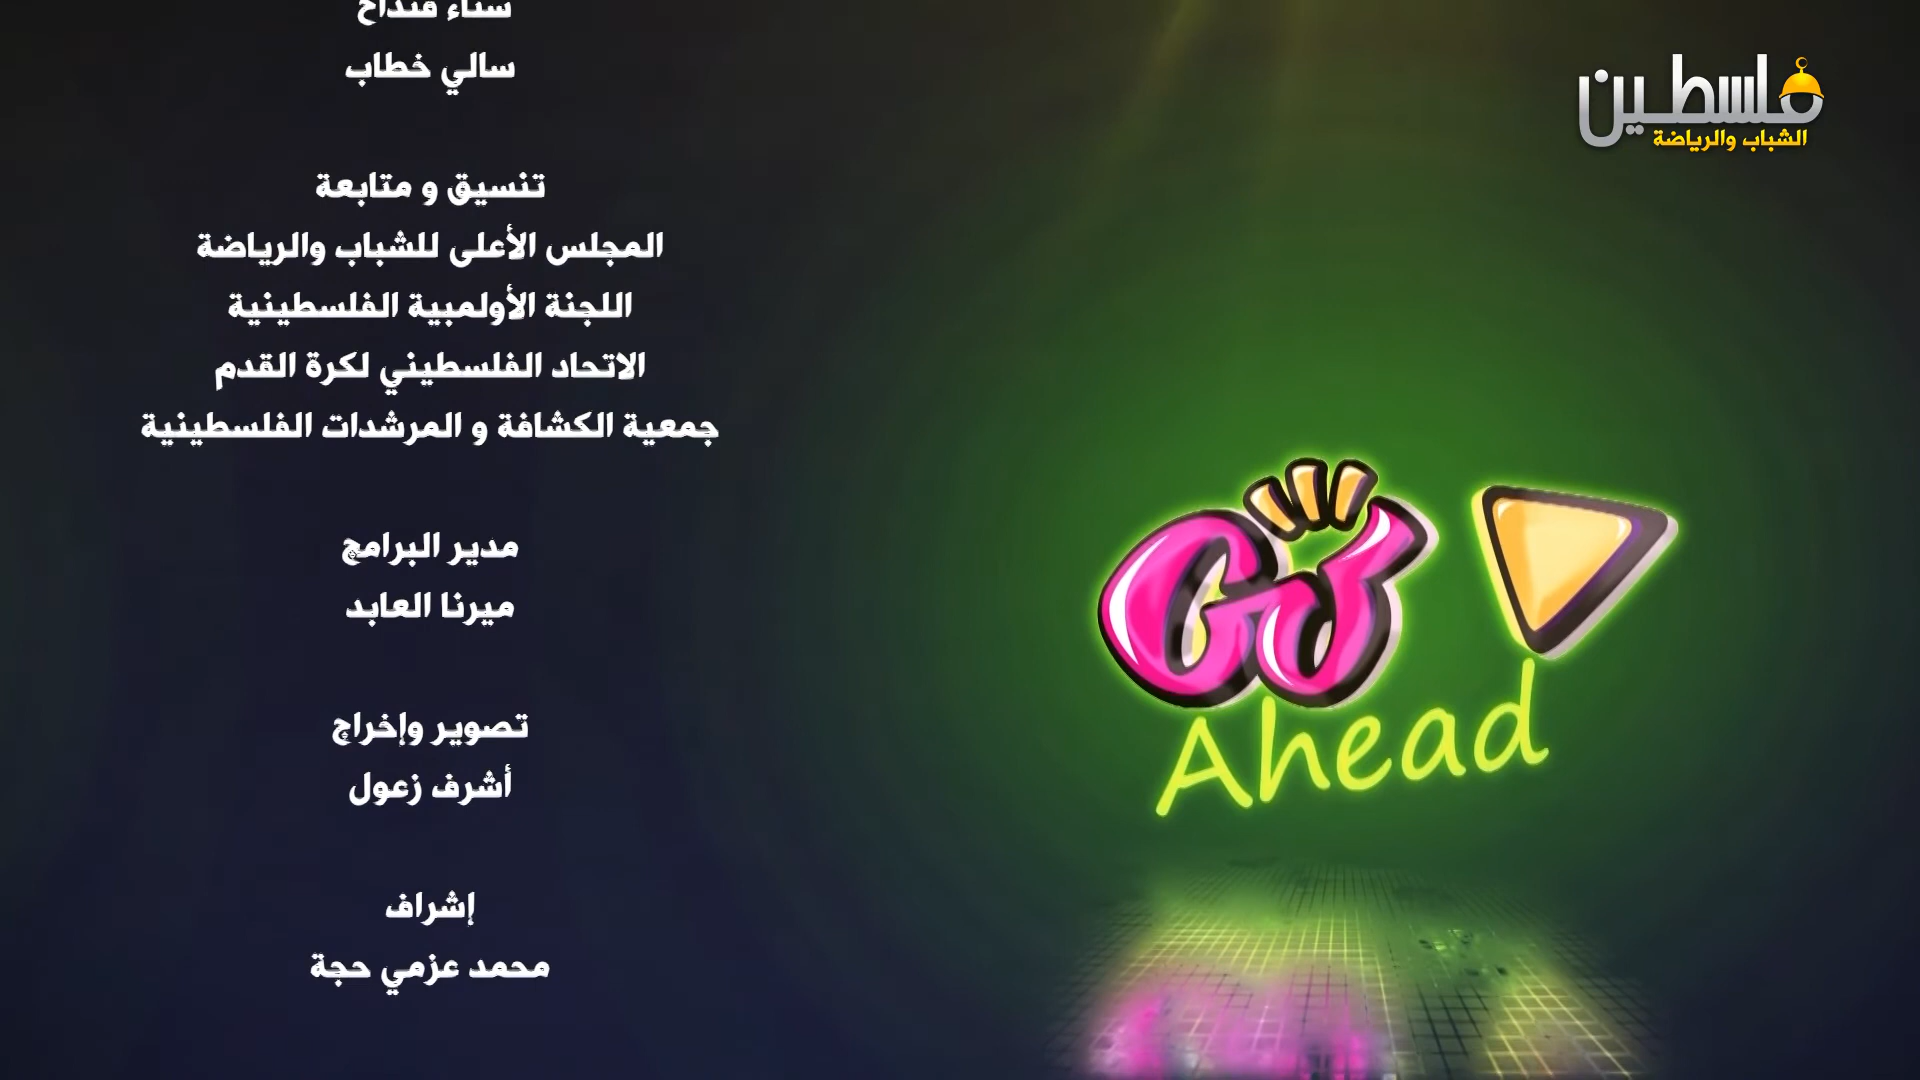 سناء
سالي خطاب
تنسيق و متابعة
المجلس الأعلى للشباب والرياضة
اللجنة الأولمبية الفلسطينية
الاتحاد الفلسطيني لكرة القدم
جمعية الكشافة و المرشدات الفلسطينية
مدير البرامج
ميرنا العابد
تصوير وإخراج
أشرف زعول
إشراف
محمد عزمي حجة
فلسطين
الشباب والرياضة
Ahead